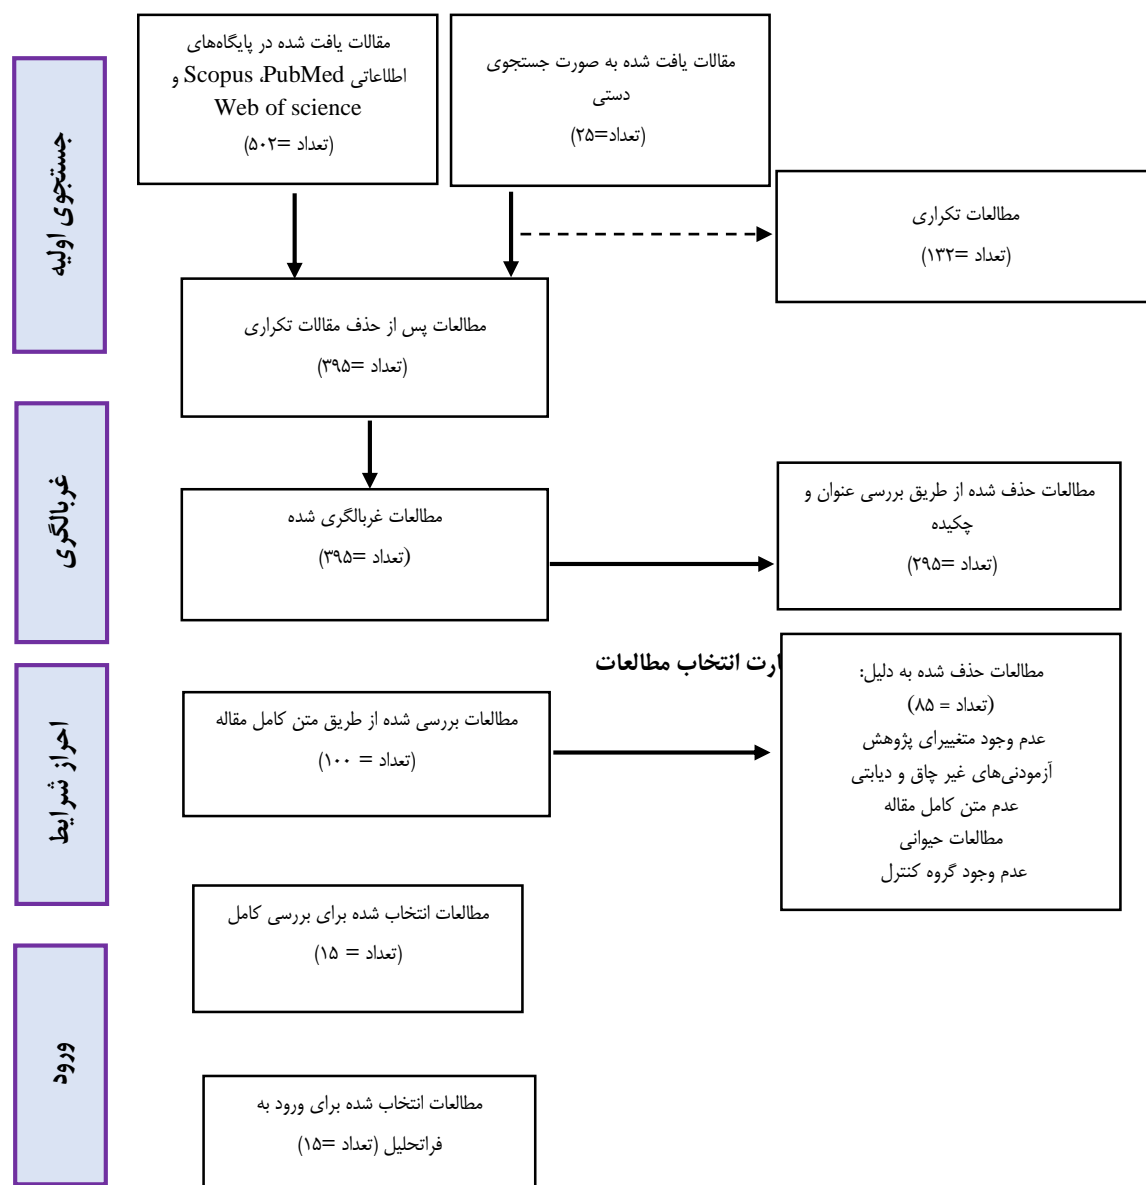 جستجوی اولیه
مقالات یافت شده در پایگاه‌های
اطلاعاتی Scopus ،PubMed و
Web of science
(تعداد =۵۰۲)
مقالات یافت شده به صورت جستجوی
دستی
(تعداد=۲۵)
مطالعات تکراری
(تعداد =۱۳۲)
مطالعات پس از حذف مقالات تکراری
(تعداد =۳۹۵)
غربالگری
مطالعات غربالگری شده
(تعداد =۳۹۵)
مطالعات حذف شده از طریق بررسی عنوان و
چکیده
(تعداد =۲۹۵)
انتخاب مطالعات
احراز شرایط
مطالعات بررسی شده از طریق متن کامل مقاله
(تعداد = ۱۰۰)
مطالعات حذف شده به دلیل:
(تعداد = ۸۵)
عدم وجود متغییرای پژوهش
آزمودنی‌های غیر چاق و دیابتی
عدم متن کامل مقاله
مطالعات حیوانی
عدم وجود گروه کنترل
مطالعات انتخاب شده برای بررسی کامل
(تعداد = ۱۵)
ورود
مطالعات انتخاب شده برای ورود به
فراتحلیل (تعداد =۱۵)